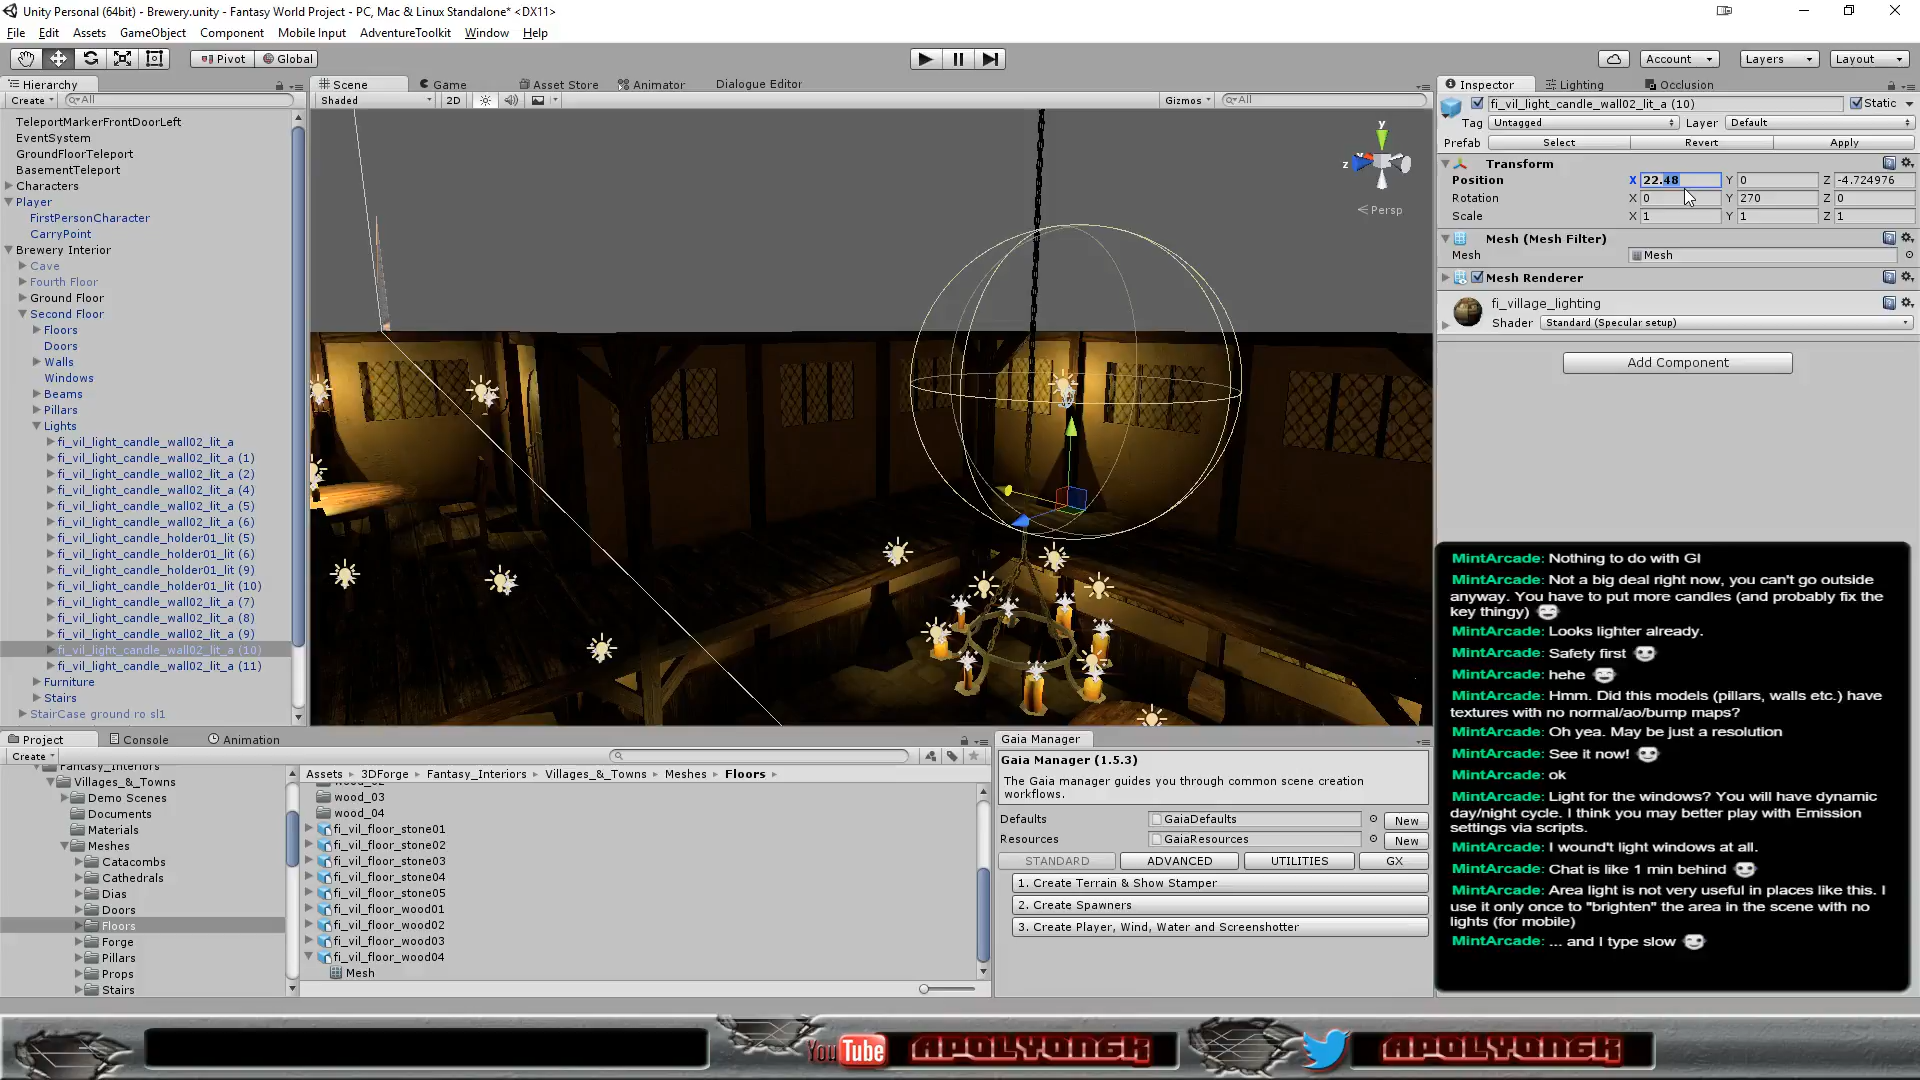 Unity Personal (64bit) - Brewery.unity - Fantasy World Project - PC, Mac & Linux Standalone* <DX11>
File Edit Assets GameObject Component Mobile Input AdventureToolkit Window Help
Pivot Global Account Layers Layout
Hierarchy
Create All
TeleportMarkerFrontDoorLeft
EventSystem
GroundFloorTeleport
BasementTeleport
Characters
Player
FirstPersonCharacter
CarryPoint
Brewery Interior
Cave
Fourth Floor
Ground Floor
Second Floor
Floors
Doors
Walls
Windows
Beams
Pillars
Lights
fi_vil_light_candle_wall02_lit_a
fi_vil_light_candle_wall02_lit_a (1)
fi_vil_light_candle_wall02_lit_a (2)
fi_vil_light_candle_wall02_lit_a (4)
fi_vil_light_candle_wall02_lit_a (5)
fi_vil_light_candle_wall02_lit_a (6)
fi_vil_light_candle_holder01_lit (5)
fi_vil_light_candle_holder01_lit (6)
fi_vil_light_candle_holder01_lit (9)
fi_vil_light_candle_holder01_lit (10)
fi_vil_light_candle_wall02_lit_a (7)
fi_vil_light_candle_wall02_lit_a (8)
fi_vil_light_candle_wall02_lit_a (9)
fi_vil_light_candle_wall02_lit_a (10)
fi_vil_light_candle_wall02_lit_a (11)
Furniture
Stairs
StairCase ground ro sl1
Scene Game Asset Store Animator Dialogue Editor
Shaded 2D Gizmos All
y
z
Persp
Inspector Lighting Occlusion
fi_vil_light_candle_wall02_lit_a (10) Static
Tag Untagged Layer Default
Prefab Select Revert Apply
Transform
Position X 22.48 Y 0 Z -4.724976
Rotation X 0 Y 270 Z 0
Scale X 1 Y 1 Z 1
Mesh (Mesh Filter)
Mesh Mesh
Mesh Renderer
fi_village_lighting
Shader Standard (Specular setup)
Add Component
MintArcade: Nothing to do with GI
MintArcade: Not a big deal right now, you can't go outside
anyway. You have to put more candles (and probably fix the
key thingy)
MintArcade: Looks lighter already.
MintArcade: Safety first
MintArcade: hehe
MintArcade: Hmm. Did this models (pillars, walls etc.) have
textures with no normal/ao/bump maps?
MintArcade: Oh yea. May be just a resolution
MintArcade: See it now!
MintArcade: ok
MintArcade: Light for the windows? You will have dynamic
day/night cycle. I think you may better play with Emission
settings via scripts.
MintArcade: I wound't light windows at all.
MintArcade: Chat is like 1 min behind
MintArcade: Area light is not very useful in places like this. I
use it only once to "brighten" the area in the scene with no
lights (for mobile)
MintArcade: ... and I type slow
Project Console Animation
Create
Fantasy_Interiors
Villages_&_Towns
Demo Scenes
Documents
Materials
Meshes
Catacombs
Cathedrals
Dias
Doors
Floors
Forge
Pillars
Props
Stairs
Assets 3DForge Fantasy_Interiors Villages_&_Towns Meshes Floors
wood_02
wood_03
wood_04
fi_vil_floor_stone01
fi_vil_floor_stone02
fi_vil_floor_stone03
fi_vil_floor_stone04
fi_vil_floor_stone05
fi_vil_floor_wood01
fi_vil_floor_wood02
fi_vil_floor_wood03
fi_vil_floor_wood04
Mesh
Gaia Manager
Gaia Manager (1.5.3)
The Gaia manager guides you through common scene creation
workflows.
Defaults GaiaDefaults New
Resources GaiaResources New
STANDARD ADVANCED UTILITIES GX
1. Create Terrain & Show Stamper
2. Create Spawners
3. Create Player, Wind, Water and Screenshotter
YouTube APOLYONGK APOLYONGK